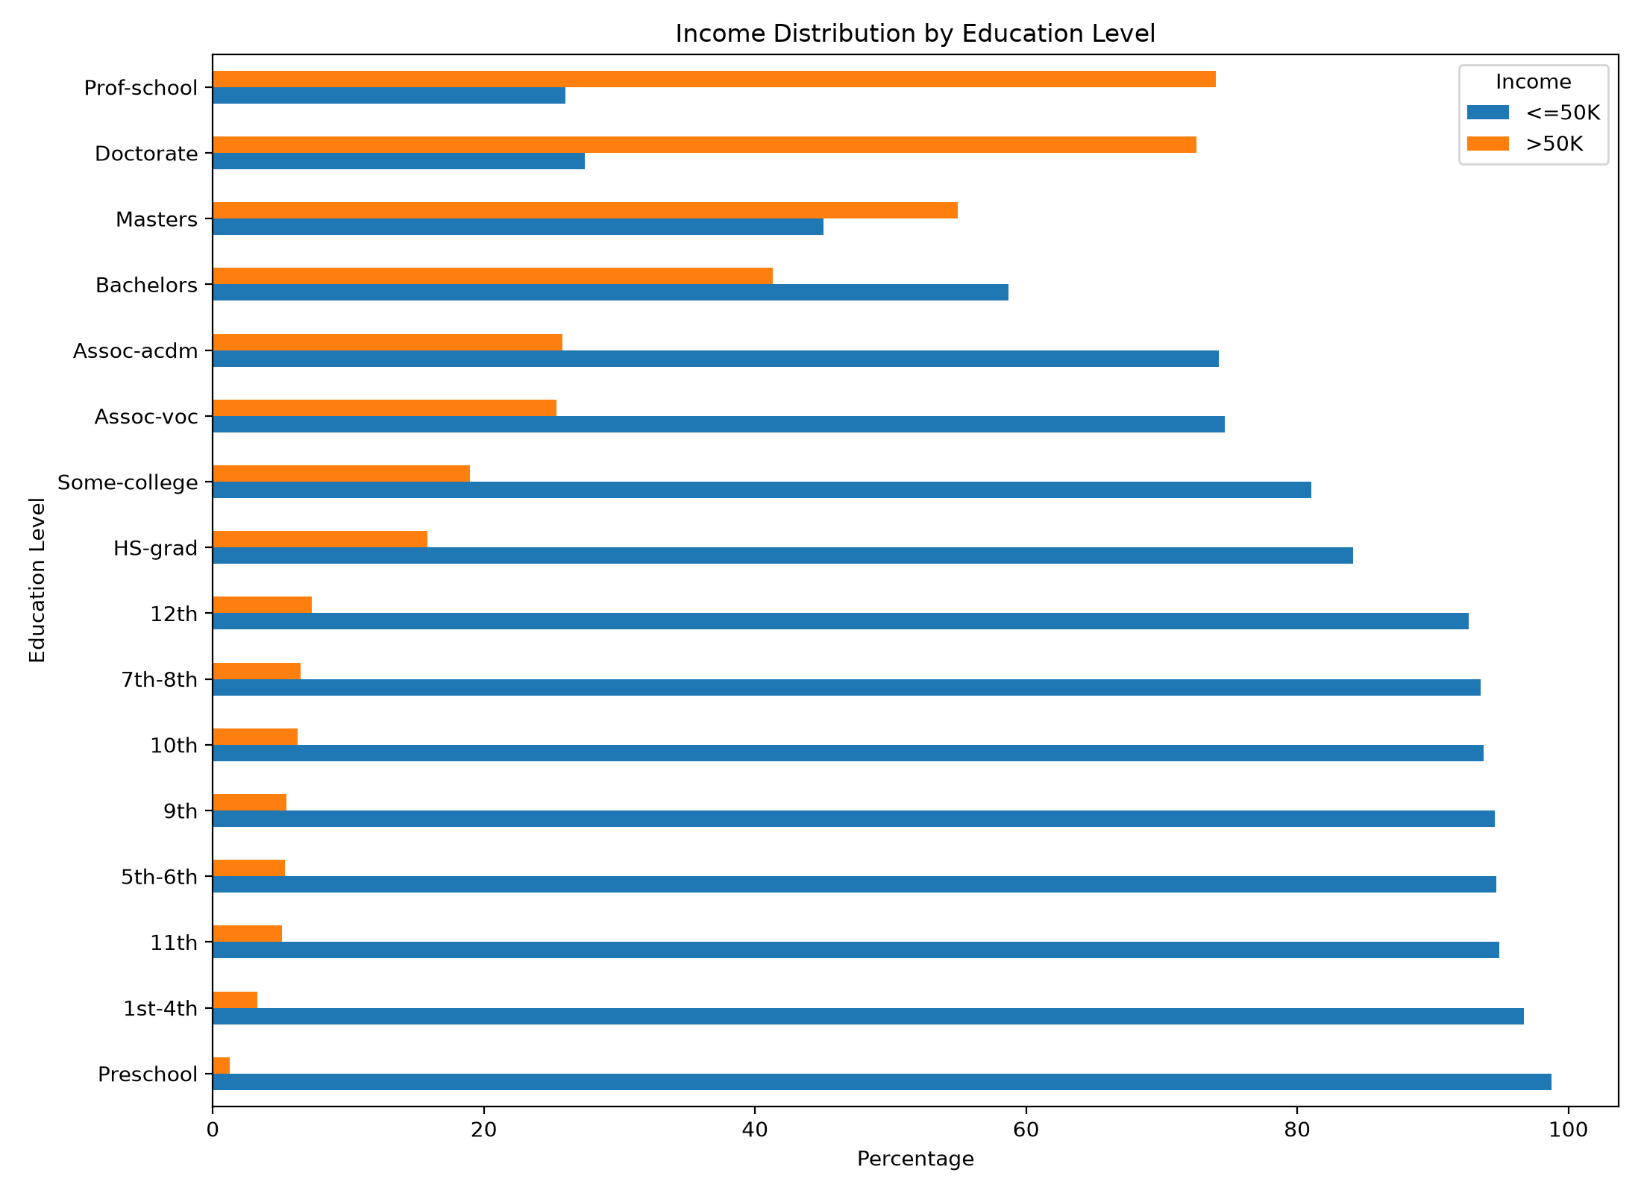 Income Distribution by Education Level
Income
<=50K
>50K
Prof-school
Doctorate
Masters
Bachelors
Assoc-acdm
Assoc-voc
Some-college
HS-grad
12th
7th-8th
10th
9th
5th-6th
11th
1st-4th
Preschool
Education Level
0 20 40 60 80 100
Percentage